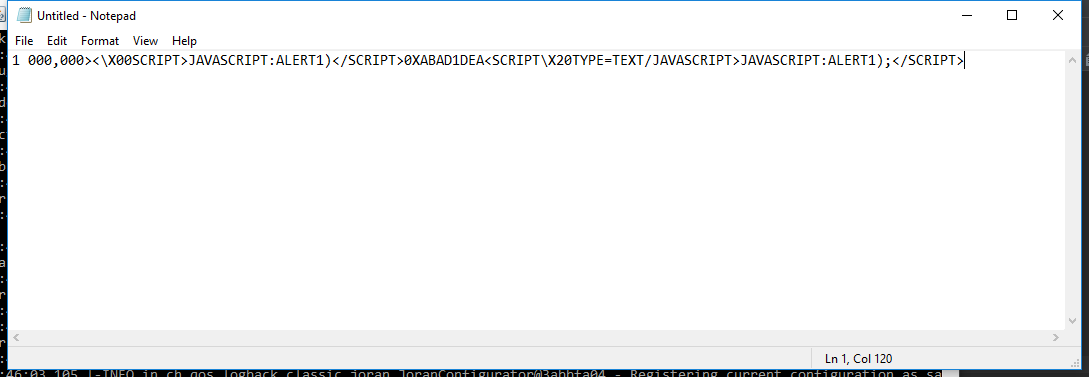 Untitled - Notepad
File Edit Format View Help
1 000,000><\X00SCRIPT>JAVASCRIPT:ALERT1)</SCRIPT>0XABAD1DEA<SCRIPT\X20TYPE=TEXT/JAVASCRIPT>JAVASCRIPT:ALERT1);</SCRIPT>
Ln 1, Col 120
:46:03,105 |-INFO in ch.qos.logback.classic.joran.JoranConfigurator@3abbfa04 - Registering current configuration as sa